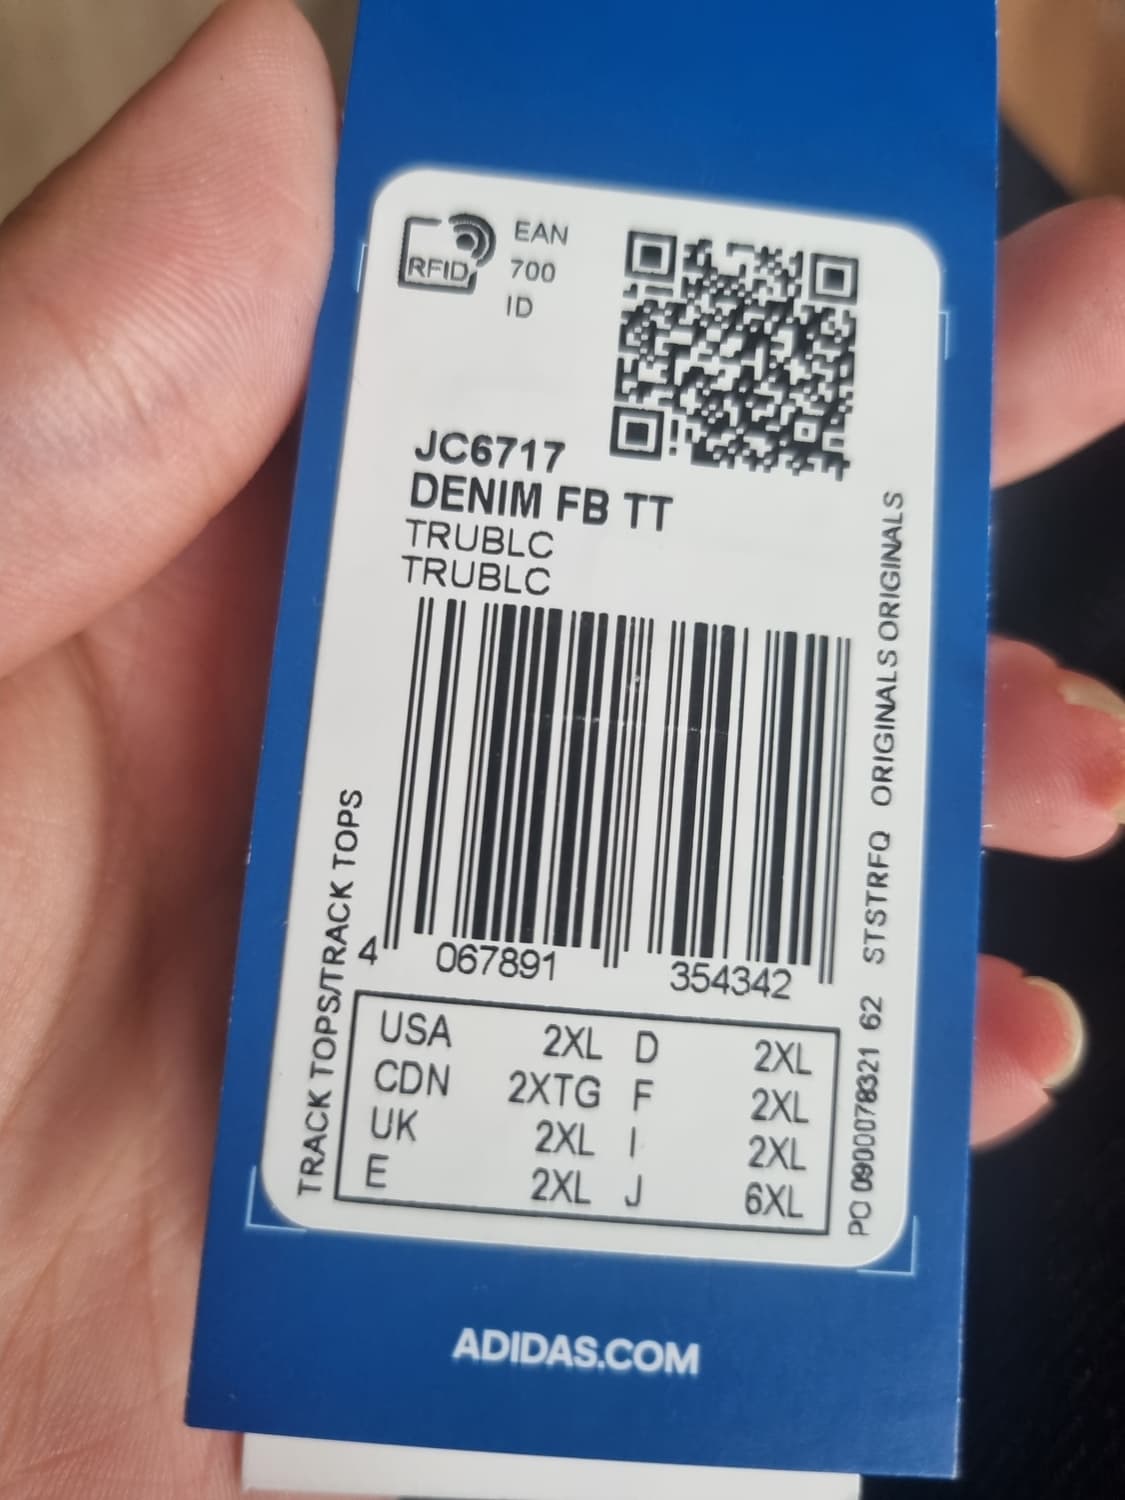 RFID
EAN
700
ID
JC6717
DENIM FB TT
TRUBLC
TRUBLC
4 067891 354342
TRACK TOPS/TRACK TOPS
PO 0900078321 62 STSTRFQ ORIGINALS ORIGINALS
USA 2XL D 2XL
CDN 2XTG F 2XL
UK 2XL I 2XL
E 2XL J 6XL
ADIDAS.COM